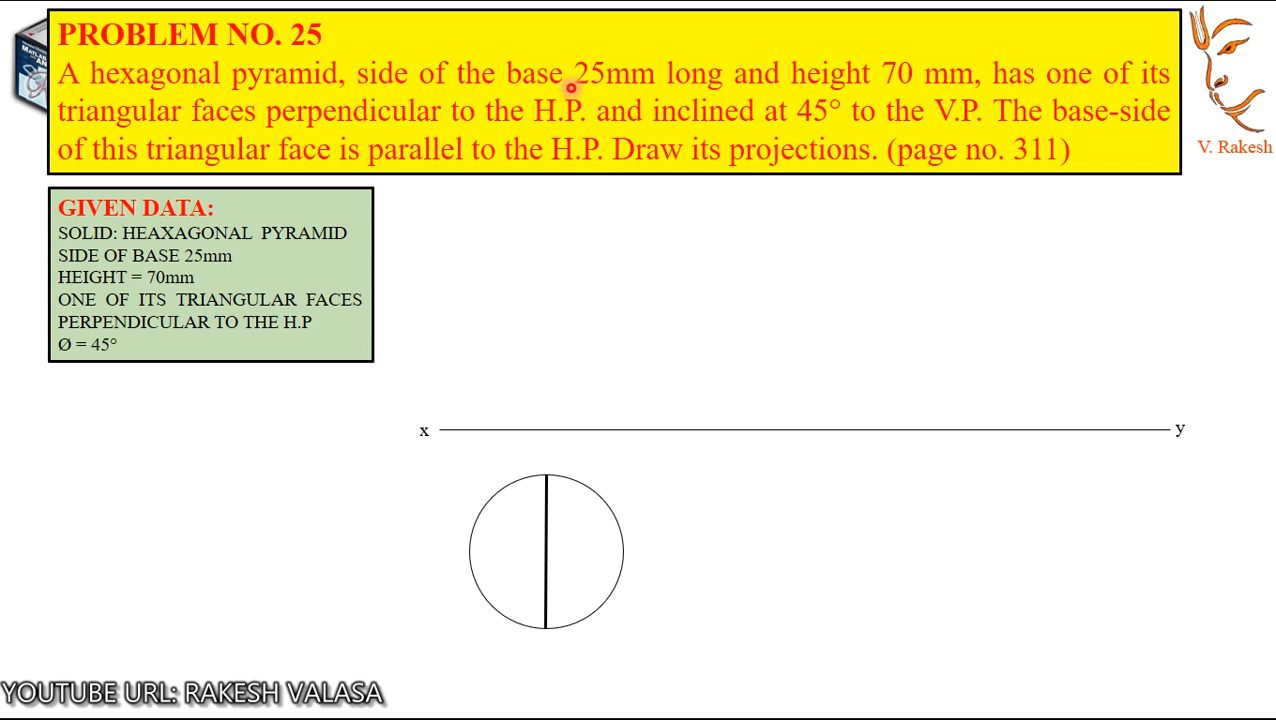 PROBLEM NO. 25
A hexagonal pyramid, side of the base 25mm long and height 70 mm, has one of its
triangular faces perpendicular to the H.P. and inclined at 45° to the V.P. The base-side
of this triangular face is parallel to the H.P. Draw its projections. (page no. 311)
V. Rakesh
GIVEN DATA:
SOLID: HEAXAGONAL PYRAMID
SIDE OF BASE 25mm
HEIGHT = 70mm
ONE OF ITS TRIANGULAR FACES
PERPENDICULAR TO THE H.P
Ø = 45°
x
y
YOUTUBE URL: RAKESH VALASA